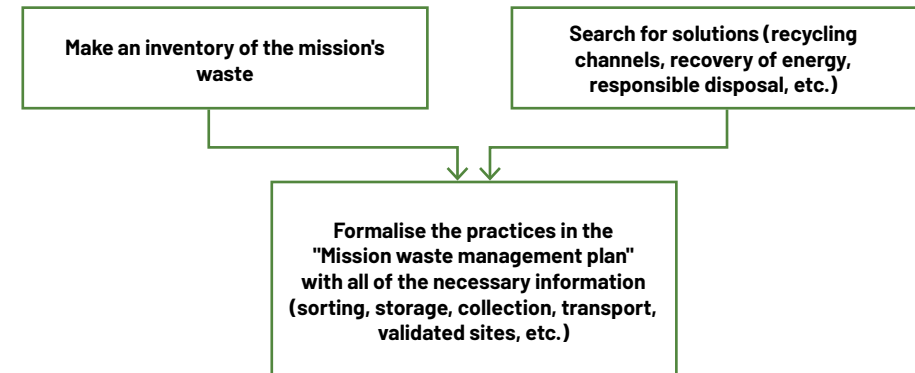 Make an inventory of the mission's
waste
Search for solutions (recycling
channels, recovery of energy,
responsible disposal, etc.)
Formalise the practices in the
"Mission waste management plan"
with all of the necessary information
(sorting, storage, collection, transport,
validated sites, etc.)